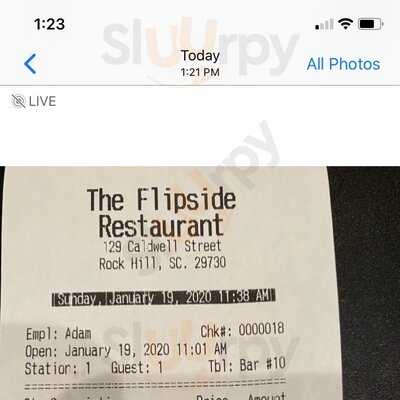 1:23
Today
1:21 PM
All Photos
LIVE
Sluurpy
Sluurpy
The Flipside
Restaurant
129 Caldwell Street
Rock Hill, SC. 29730
Sunday, January 19, 2020 11:38 AM
Empl: Adam Chk#: 0000018
Open: January 19, 2020 11:01 AM
Station: 1 Guest: 1 Tbl: Bar #10